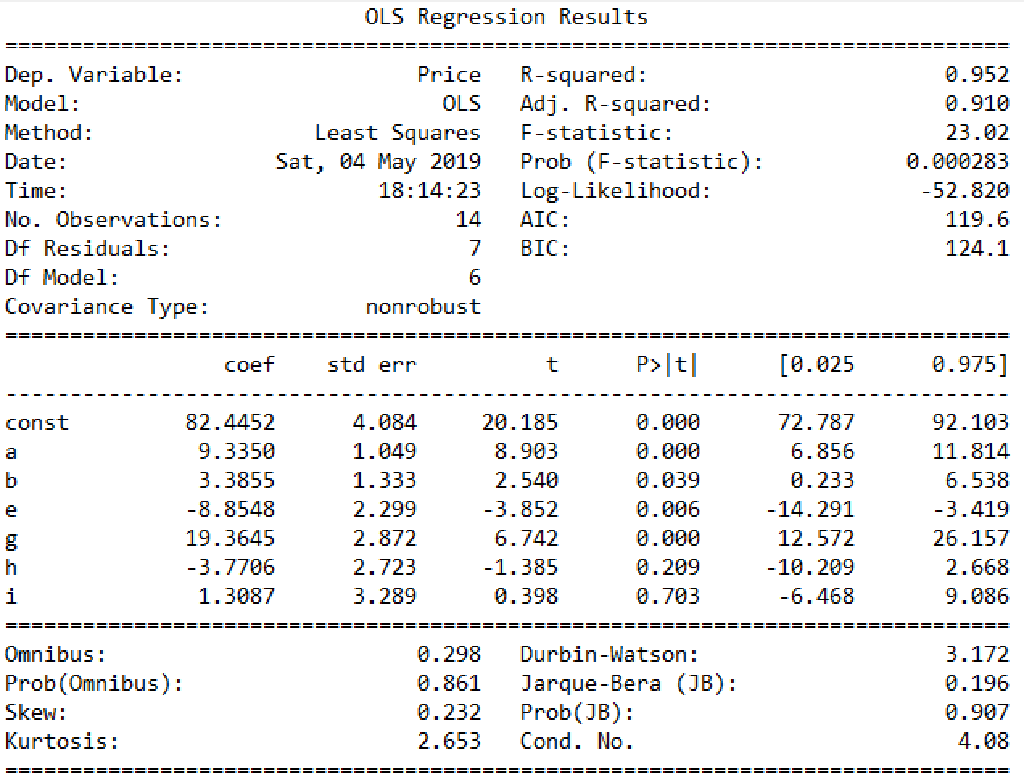 OLS Regression Results
==============================================================================
Dep. Variable:                  Price   R-squared:                       0.952
Model:                            OLS   Adj. R-squared:                  0.910
Method:                 Least Squares   F-statistic:                     23.02
Date:                Sat, 04 May 2019   Prob (F-statistic):           0.000283
Time:                        18:14:23   Log-Likelihood:                -52.820
No. Observations:                  14   AIC:                             119.6
Df Residuals:                       7   BIC:                             124.1
Df Model:                           6
Covariance Type:            nonrobust
==============================================================================
                 coef    std err          t      P>|t|      [0.025      0.975]
------------------------------------------------------------------------------
const         82.4452      4.084     20.185      0.000      72.787      92.103
a              9.3350      1.049      8.903      0.000       6.856      11.814
b              3.3855      1.333      2.540      0.039       0.233       6.538
e             -8.8548      2.299     -3.852      0.006     -14.291      -3.419
g             19.3645      2.872      6.742      0.000      12.572      26.157
h             -3.7706      2.723     -1.385      0.209     -10.209       2.668
i              1.3087      3.289      0.398      0.703      -6.468       9.086
==============================================================================
Omnibus:                        0.298   Durbin-Watson:                   3.172
Prob(Omnibus):                  0.861   Jarque-Bera (JB):                0.196
Skew:                           0.232   Prob(JB):                        0.907
Kurtosis:                       2.653   Cond. No.                         4.08
==============================================================================